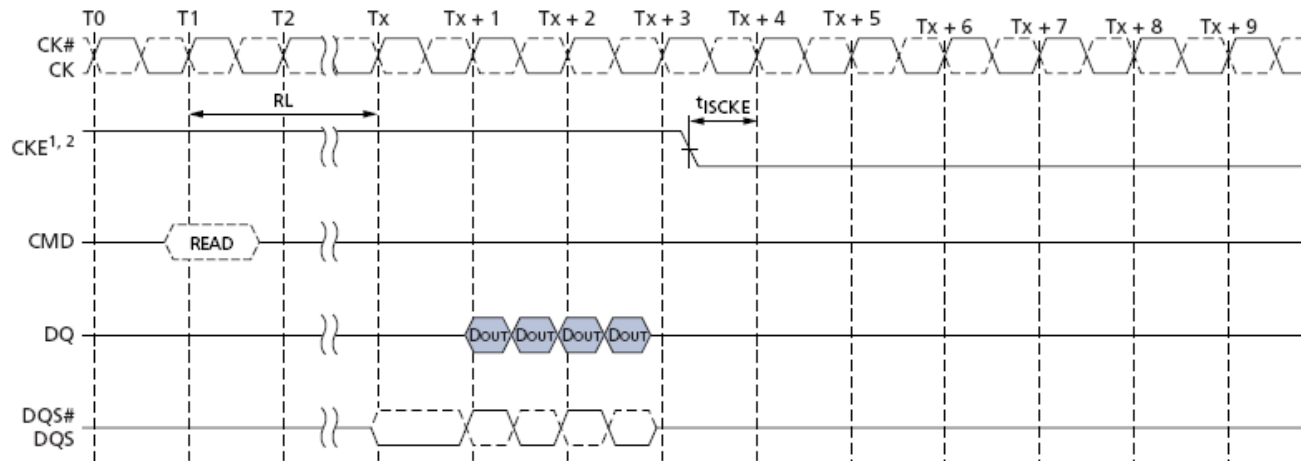 T0 T1 T2 Tx Tx + 1 Tx + 2 Tx + 3 Tx + 4 Tx + 5 Tx + 6 Tx + 7 Tx + 8 Tx + 9
CK#
CK
RL
tISCKE
CKE1, 2
CMD READ
DQ DOUT DOUT DOUT DOUT
DQS#
DQS